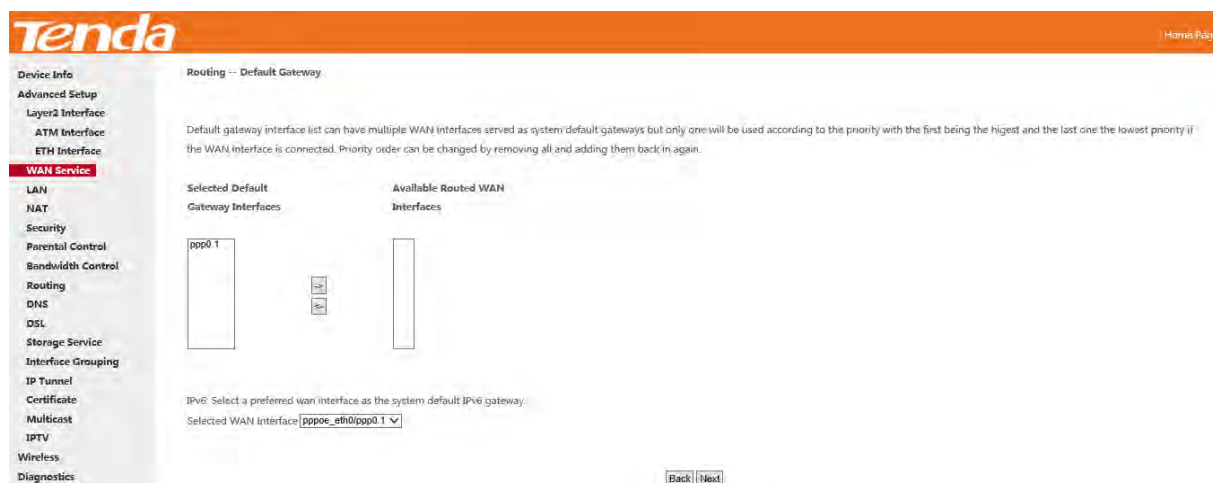 Tenda
Home Pag
Device Info
Advanced Setup
Layer2 Interface
ATM Interface
ETH Interface
WAN Service
LAN
NAT
Security
Parental Control
Bandwidth Control
Routing
DNS
DSL
Storage Service
Interface Grouping
IP Tunnel
Certificate
Multicast
IPTV
Wireless
Diagnostics
Routing -- Default Gateway
Default gateway interface list can have multiple WAN interfaces served as system default gateways but only one will be used according to the priority with the first being the higest and the last one the lowest priority if
the WAN interface is connected. Priority order can be changed by removing all and adding them back in again.
Selected Default
Gateway Interfaces
Available Routed WAN
Interfaces
ppp0.1
->
<-
IPv6: Select a preferred wan interface as the system default IPv6 gateway.
Selected WAN Interface pppoe_eth0/ppp0.1
Back Next